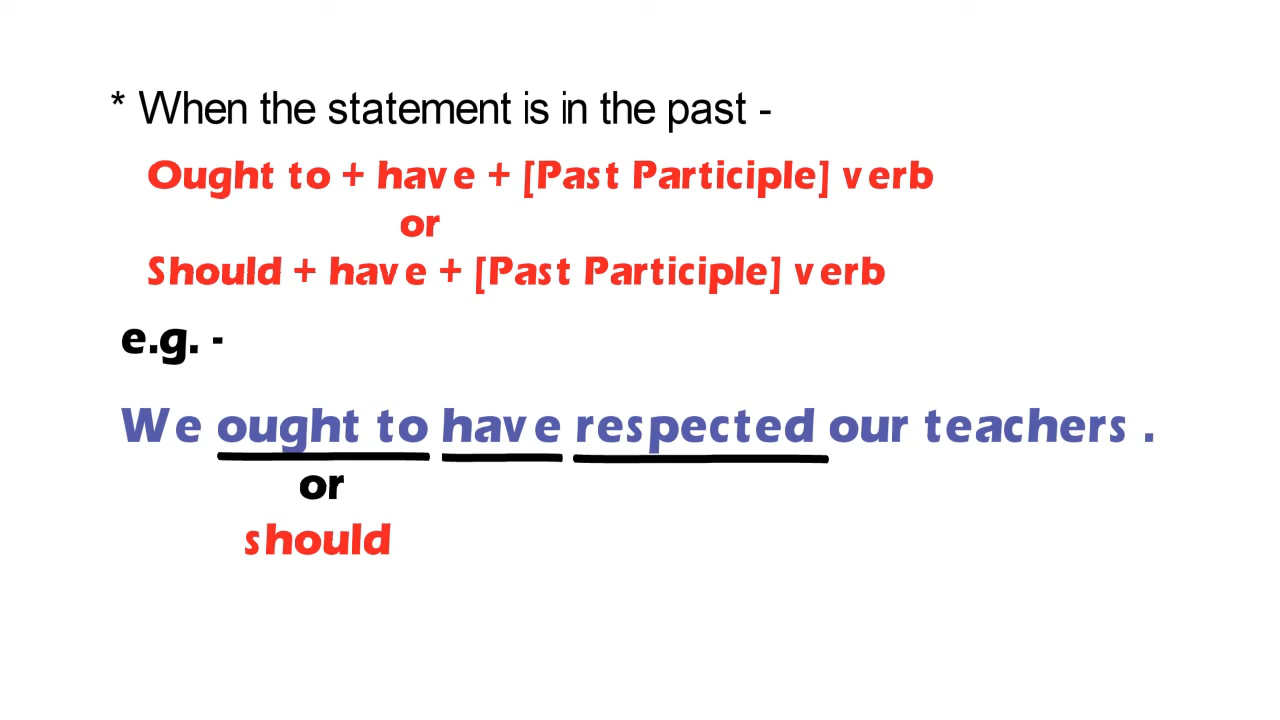 * When the statement is in the past -
Ought to + have + [Past Participle] verb
or
Should + have + [Past Participle] verb
e.g. -
We ought to have respected our teachers .
or
should